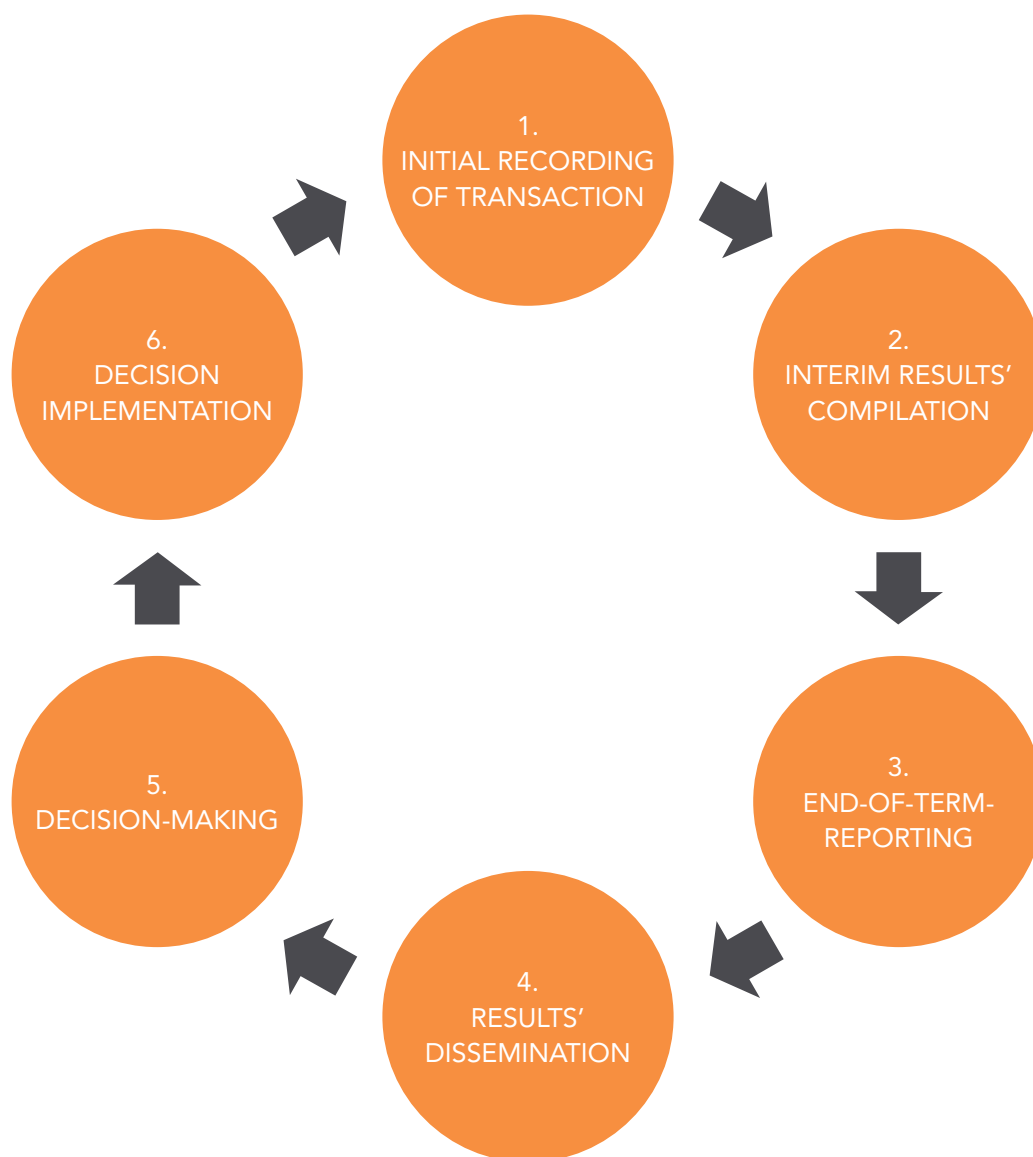 1.
INITIAL RECORDING
OF TRANSACTION
2.
INTERIM RESULTS’
COMPILATION
3.
END-OF-TERM-
REPORTING
4.
RESULTS’
DISSEMINATION
5.
DECISION-MAKING
6.
DECISION
IMPLEMENTATION